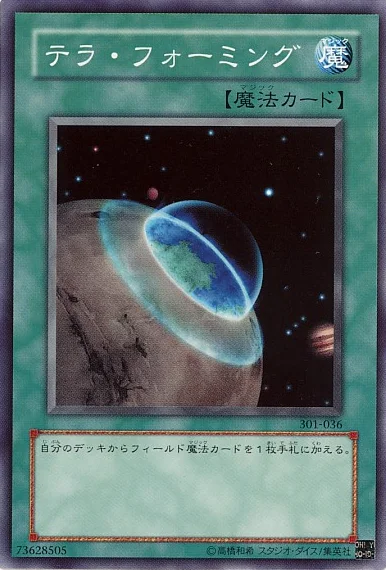 テラ・フォーミング 魔
【魔法カード】
301-036
自分のデッキからフィールド魔法カードを1枚手札に加える。
73628505 ©高橋和希 スタジオ・ダイス/集英社